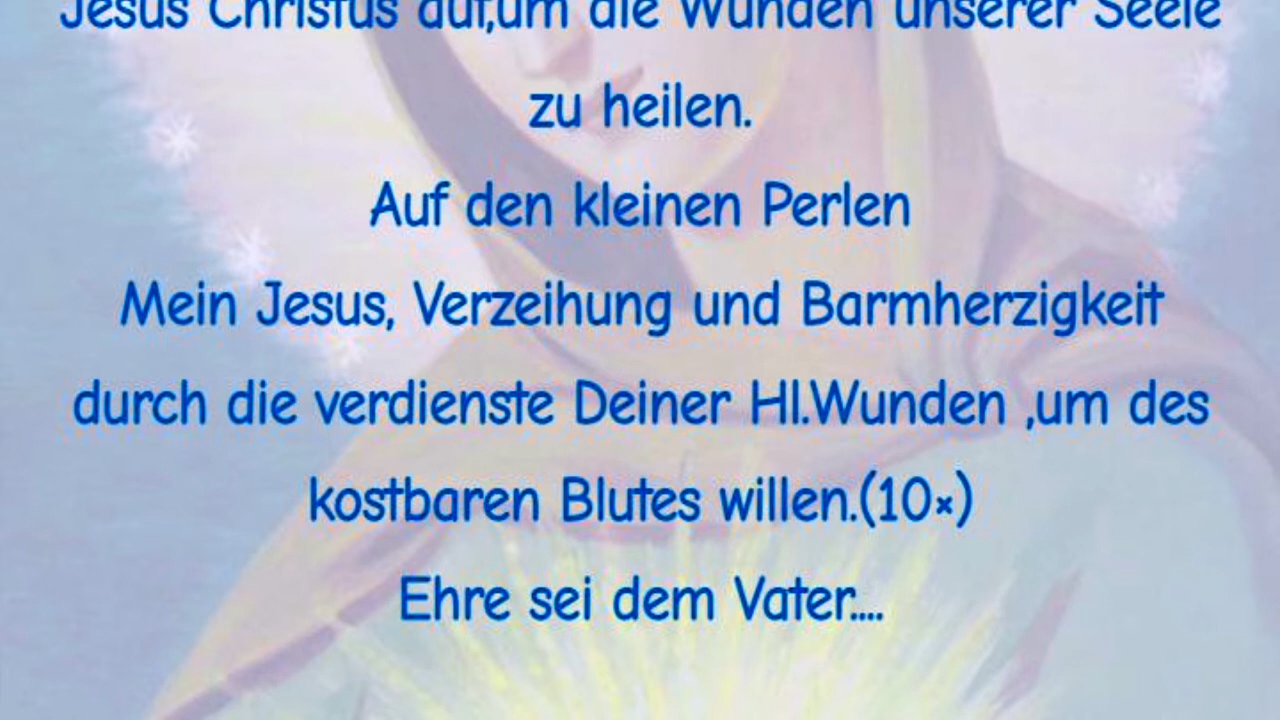 Jesus Christus auf,um die Wunden unserer Seele
zu heilen.
Auf den kleinen Perlen
Mein Jesus, Verzeihung und Barmherzigkeit
durch die verdienste Deiner Hl.Wunden ,um des
kostbaren Blutes willen.(10×)
Ehre sei dem Vater....